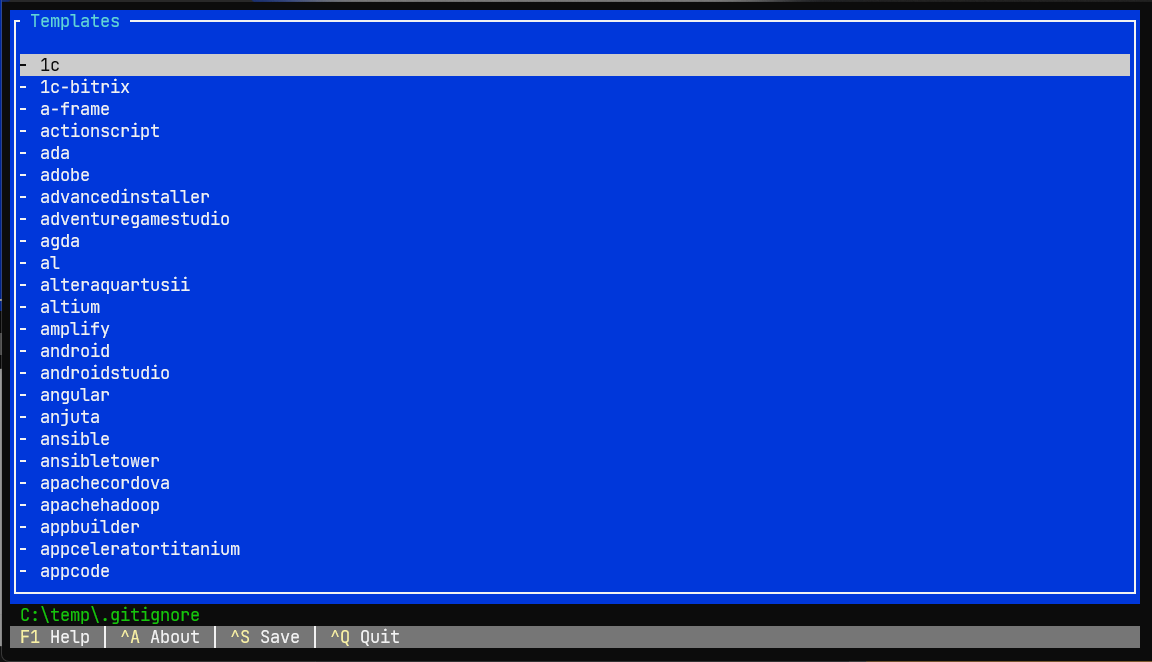 Templates
- 1c
- 1c-bitrix
- a-frame
- actionscript
- ada
- adobe
- advancedinstaller
- adventuregamestudio
- agda
- al
- alteraquartusii
- altium
- amplify
- android
- androidstudio
- angular
- anjuta
- ansible
- ansibletower
- apachecordova
- apachehadoop
- appbuilder
- appceleratortitanium
- appcode
C:\temp\.gitignore
F1 Help │ ^A About │ ^S Save │ ^Q Quit